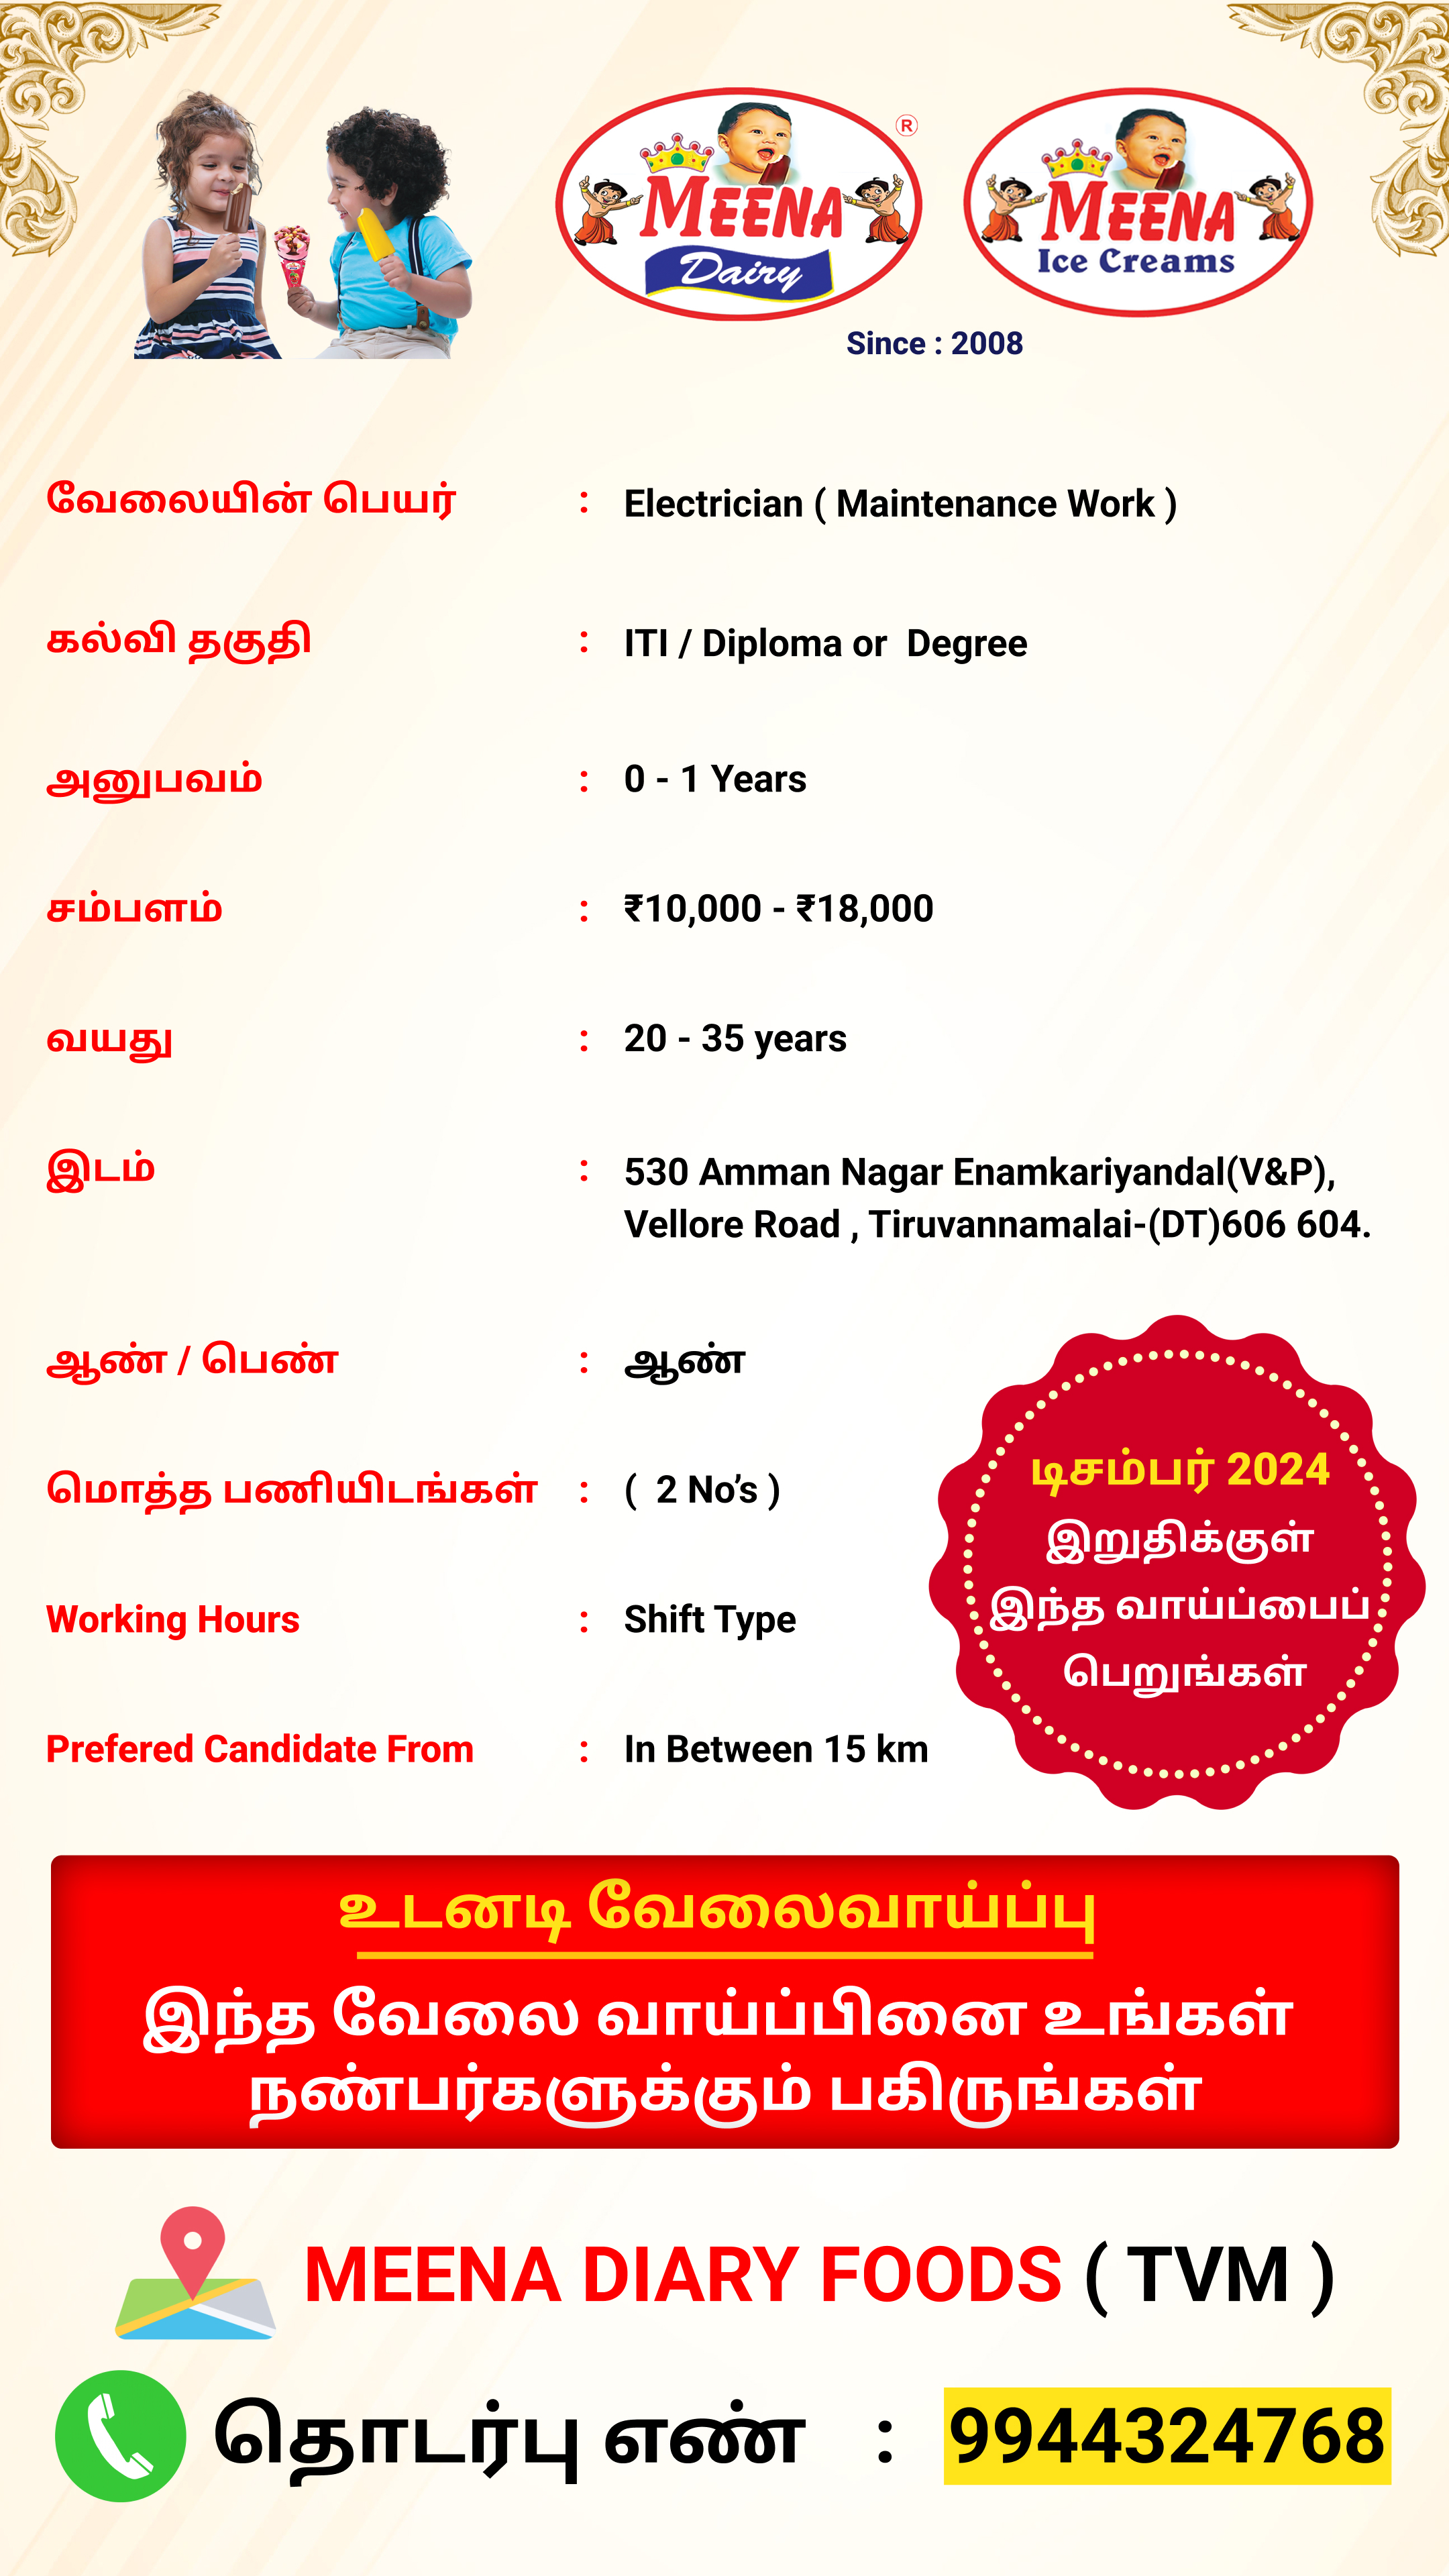 MEENA
Dairy
®
MEENA
Ice Creams
Since : 2008
வேலையின் பெயர் : Electrician ( Maintenance Work )
கல்வி தகுதி : ITI / Diploma or Degree
அனுபவம் : 0 - 1 Years
சம்பளம் : ₹10,000 - ₹18,000
வயது : 20 - 35 years
இடம் : 530 Amman Nagar Enamkariyandal(V&P),
Vellore Road , Tiruvannamalai-(DT)606 604.
ஆண் / பெண் : ஆண்
மொத்த பணியிடங்கள் : ( 2 No’s )
Working Hours : Shift Type
Prefered Candidate From : In Between 15 km
டிசம்பர் 2024
இறுதிக்குள்
இந்த வாய்ப்பைப்
பெறுங்கள்
உடனடி வேலைவாய்ப்பு
இந்த வேலை வாய்ப்பினை உங்கள்
நண்பர்களுக்கும் பகிருங்கள்
MEENA DIARY FOODS ( TVM )
தொடர்பு எண் : 9944324768